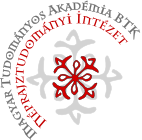 Magyar Tudományos Akadémia BTK
Néprajztudományi Intézet